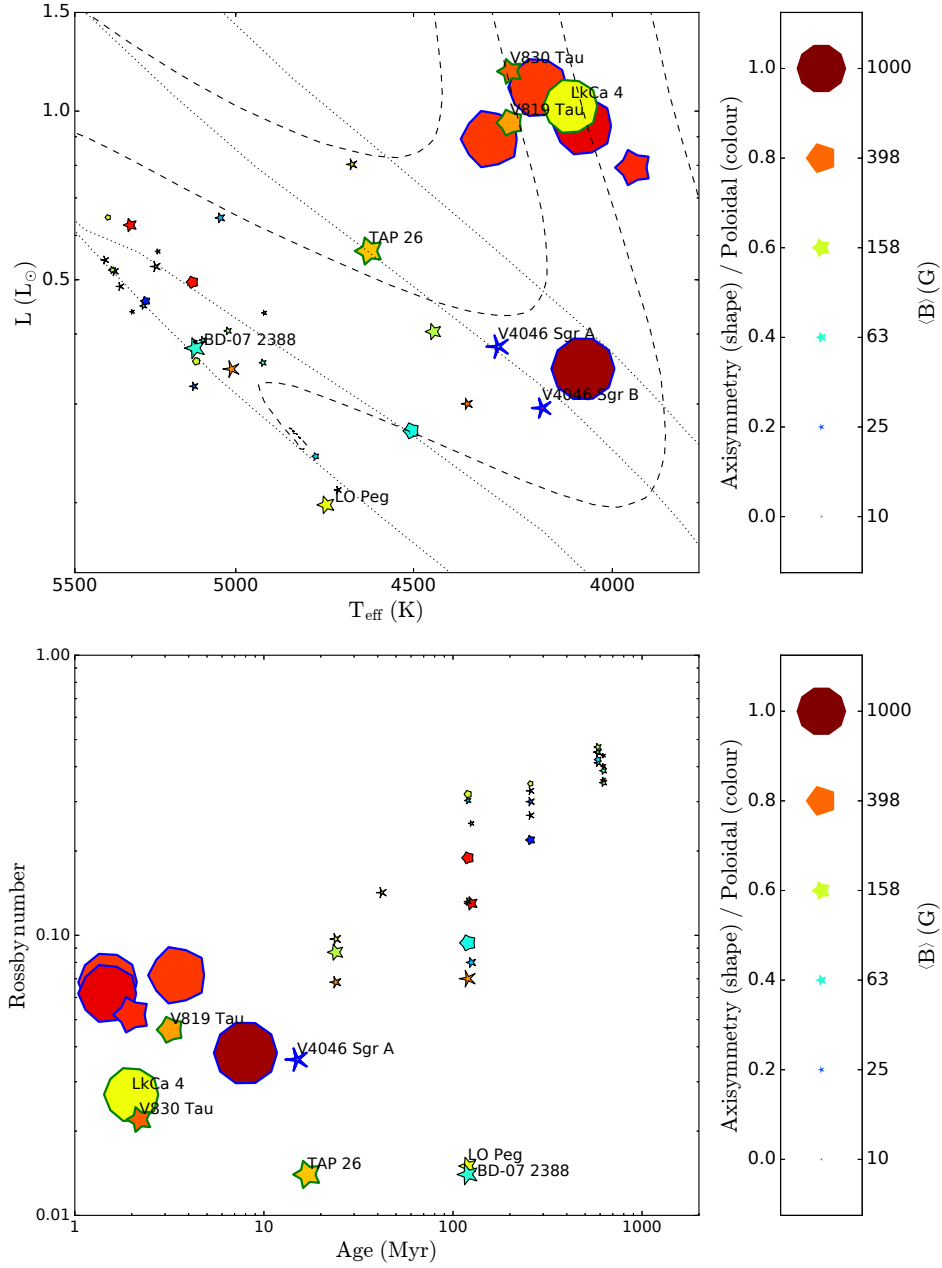 1.5
1.0
0.5
L (L⊙)
5500
5000
4500
4000
T_eff (K)
V830 Tau
LkCa 4
V819 Tau
TAP 26
V4046 Sgr A
BD-07 2388
V4046 Sgr B
LO Peg
Axisymmetry (shape) / Poloidal (colour)
1.0
0.8
0.6
0.4
0.2
0.0
1000
398
158
63
25
10
⟨B⟩ (G)
1.00
0.10
0.01
Rossbynumber
1
10
100
1000
Age (Myr)
V819 Tau
V4046 Sgr A
LkCa 4
V830 Tau
LO Peg
TAP 26
BD-07 2388
Axisymmetry (shape) / Poloidal (colour)
1.0
0.8
0.6
0.4
0.2
0.0
1000
398
158
63
25
10
⟨B⟩ (G)